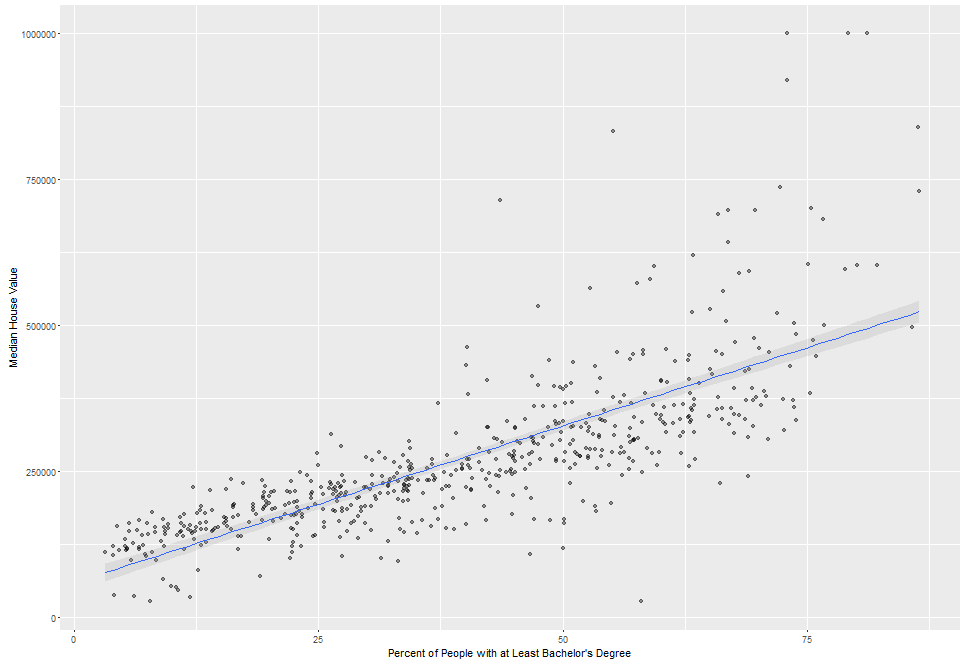 1000000
750000
500000
250000
0
Median House Value
0 25 50 75
Percent of People with at Least Bachelor's Degree